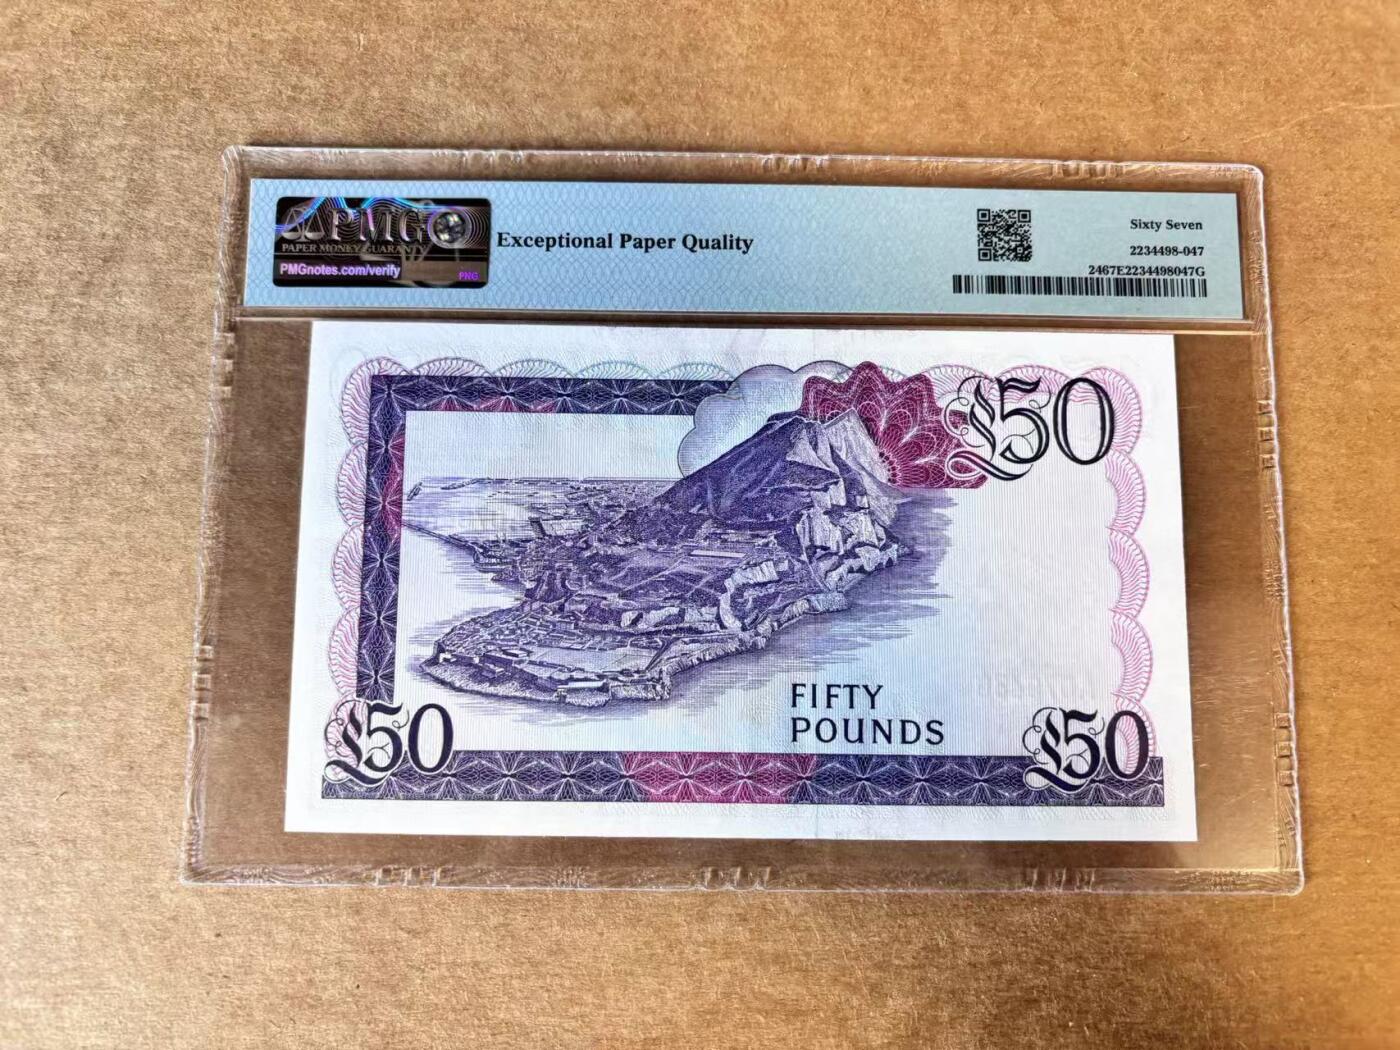 PMG
PAPER MONEY GUARANTY
PMGnotes.com/verify
PNG
Exceptional Paper Quality
Sixty Seven
2234498-047
2467E2234498047G
£50
FIFTY
POUNDS
£50
£50